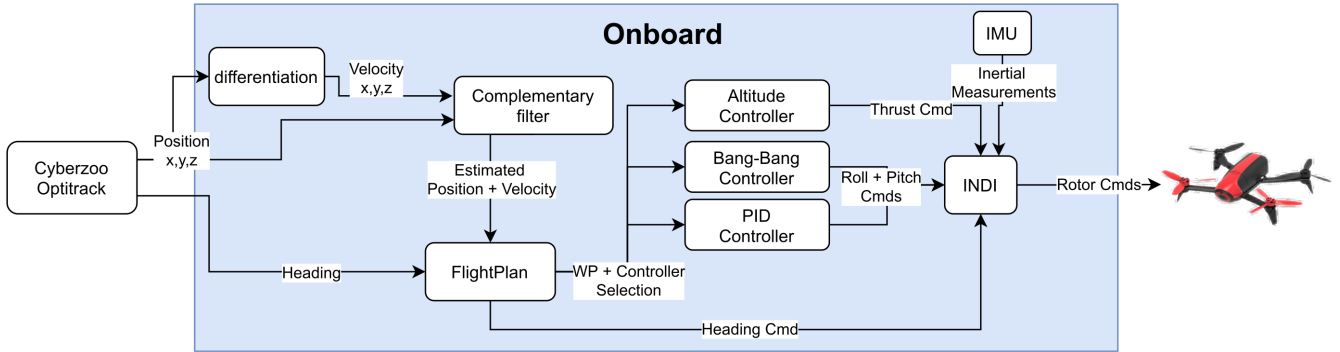 Onboard
IMU
differentiation
Velocity
x,y,z
Inertial
Measurements
Complementary
filter
Altitude
Controller
Thrust Cmd
Position
x,y,z
Cyberzoo
Optitrack
Estimated
Position + Velocity
Bang-Bang
Controller
Roll + Pitch
Cmds
INDI
Rotor Cmds
PID
Controller
Heading
FlightPlan
WP + Controller
Selection
Heading Cmd